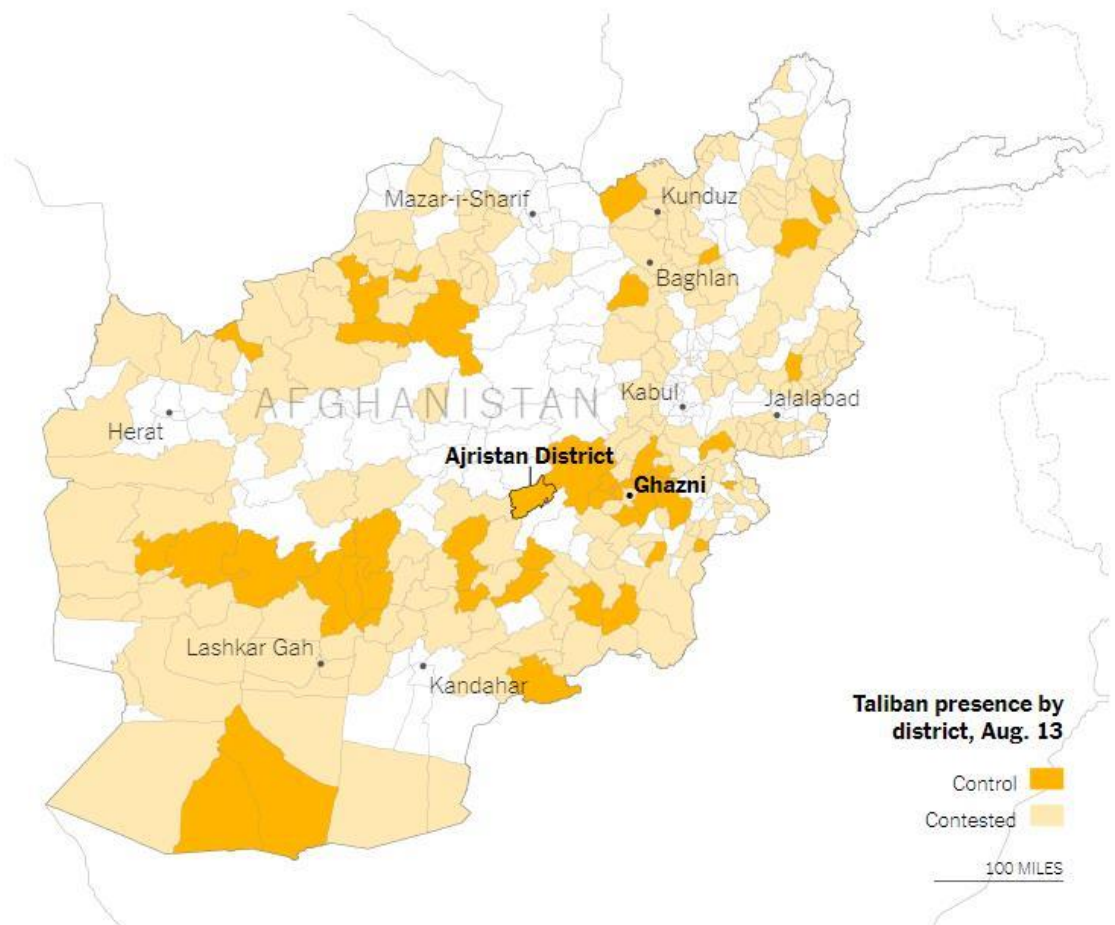 Mazar-i-Sharif
Kunduz
Baghlan
AFGHANISTAN
Kabul
Jalalabad
Herat
Ajristan District
Ghazni
Lashkar Gah
Kandahar
Taliban presence by
district, Aug. 13
Control
Contested
100 MILES